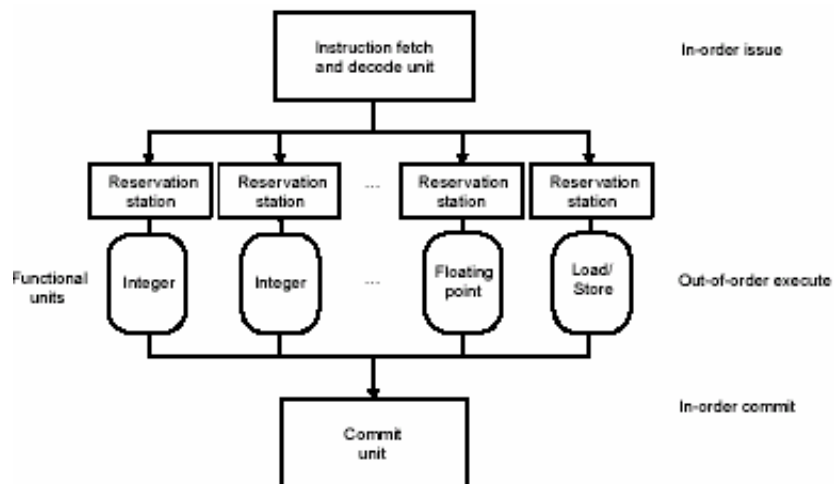 Instruction fetch
and decode unit
In-order issue
Reservation
station
Reservation
station
...
Reservation
station
Reservation
station
Functional
units
Integer
Integer
...
Floating
point
Load/
Store
Out-of-order execute
In-order commit
Commit
unit